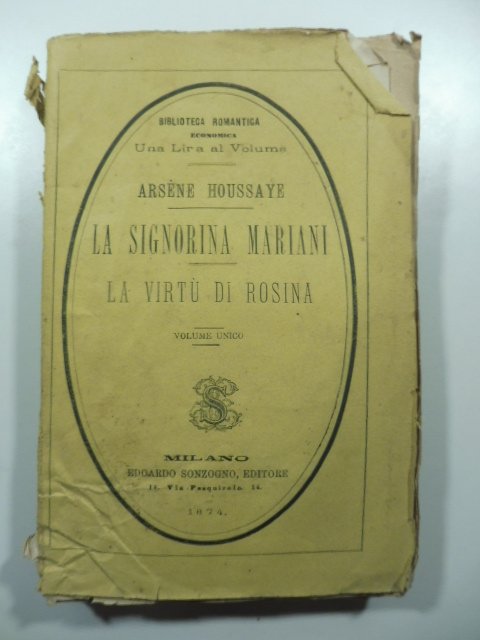 BIBLIOTECA ROMANTICA
ECONOMICA
Una Lira al Volume
ARSÈNE HOUSSAYE
LA SIGNORINA MARIANI
LA VIRTÙ DI ROSINA
VOLUME UNICO
S
MILANO
EDOARDO SONZOGNO, EDITORE
14. Via Pasquirolo. 14.
1874.